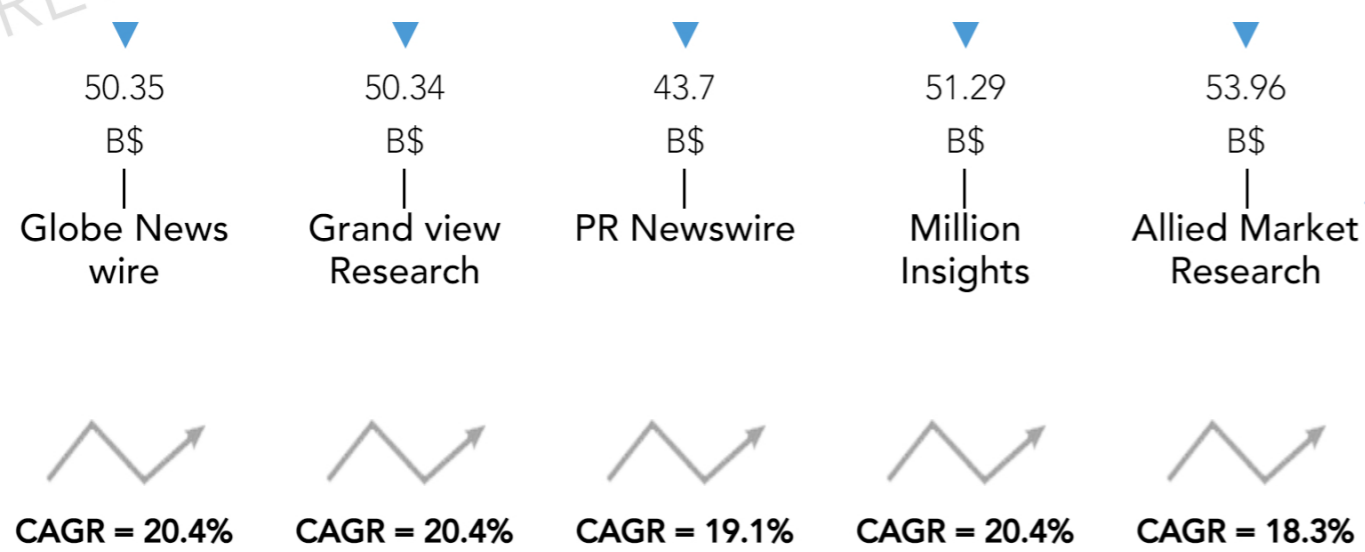 50.35
50.34
43.7
51.29
53.96
B$
B$
B$
B$
B$
Globe News
wire
Grand view
Research
PR Newswire
Million
Insights
Allied Market
Research
CAGR = 20.4%
CAGR = 20.4%
CAGR = 19.1%
CAGR = 20.4%
CAGR = 18.3%